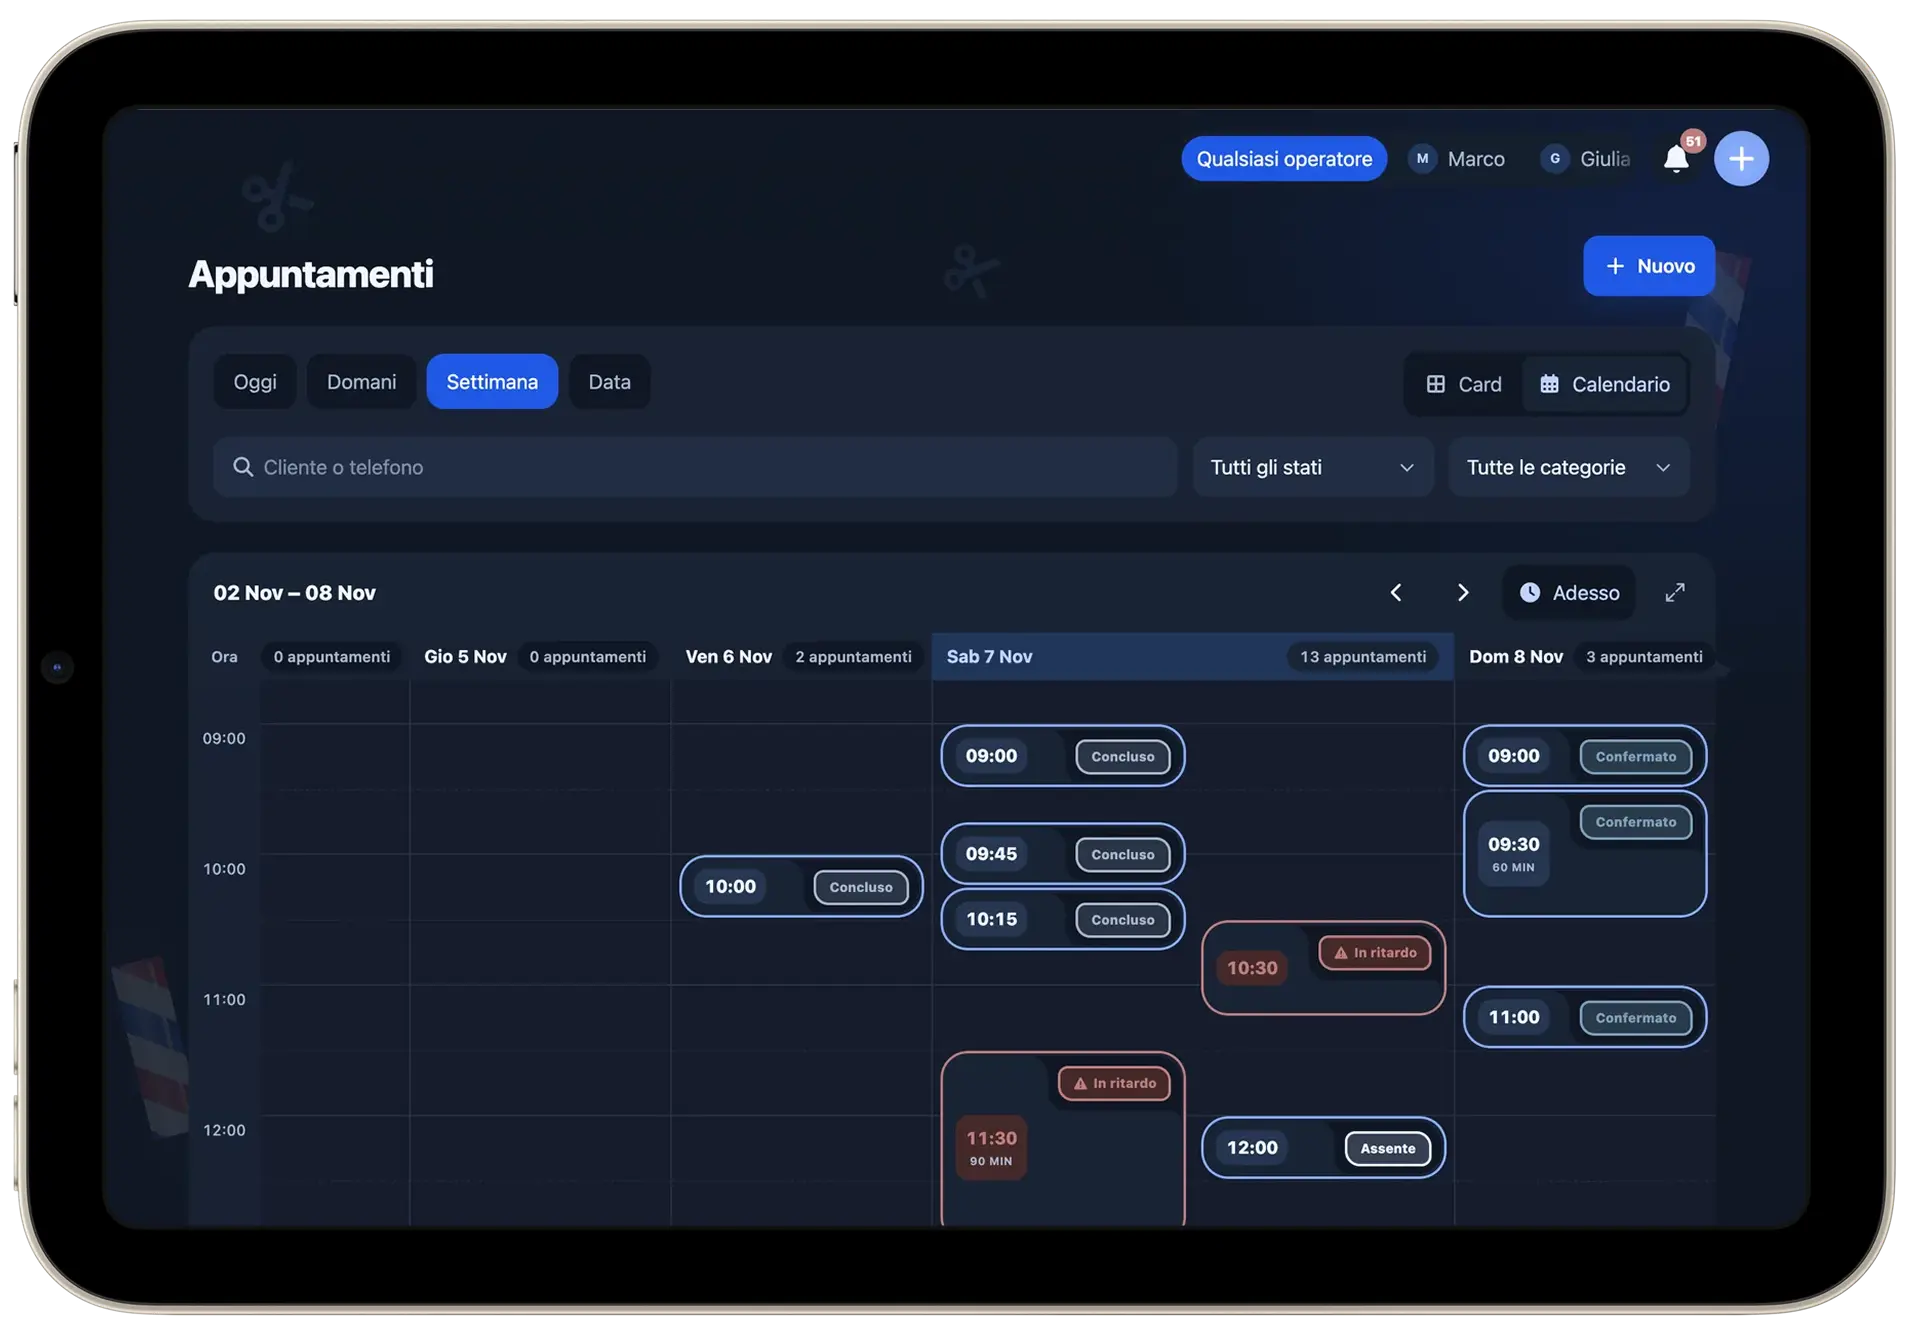 Qualsiasi operatore M Marco G Giulia 51
Appuntamenti
Nuovo
Oggi Domani Settimana Data Card Calendario
Cliente o telefono Tutti gli stati Tutte le categorie
02 Nov – 08 Nov Adesso
Ora 0 appuntamenti Gio 5 Nov 0 appuntamenti Ven 6 Nov 2 appuntamenti Sab 7 Nov 13 appuntamenti Dom 8 Nov 3 appuntamenti
09:00
09:00 Concluso 09:00 Confermato
Confermato
09:30
60 MIN
09:45 Concluso
10:00
10:00 Concluso
10:15 Concluso
In ritardo
10:30
11:00
11:00 Confermato
In ritardo
11:30
90 MIN
12:00
12:00 Assente